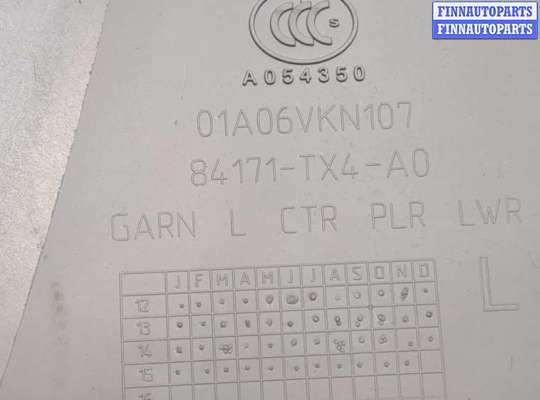 FINNAUTOPARTS
FINNAUTOPARTS
CCC S
A054350
01A06VKN107
84171-TX4-A0
GARN L CTR PLR LWR
J F M A M J J A S O N D
L
12
13
14
15